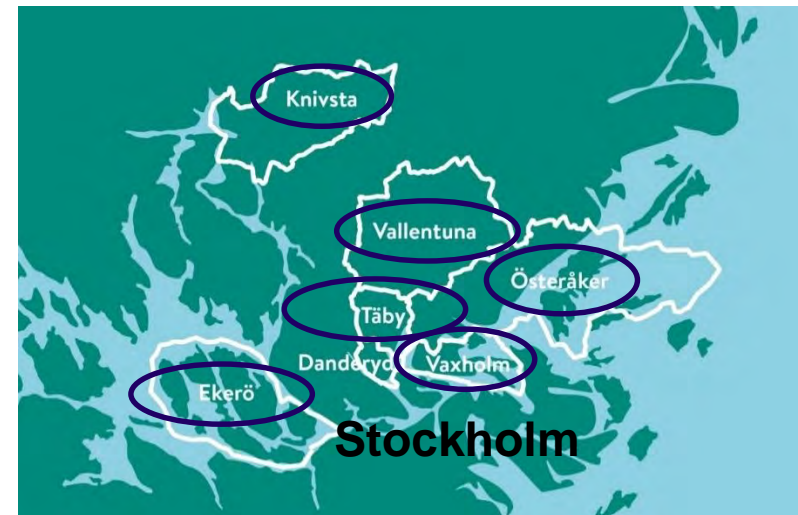 Knivsta
Vallentuna
Österåker
Täby
Danderyd
Vaxholm
Ekerö
Stockholm